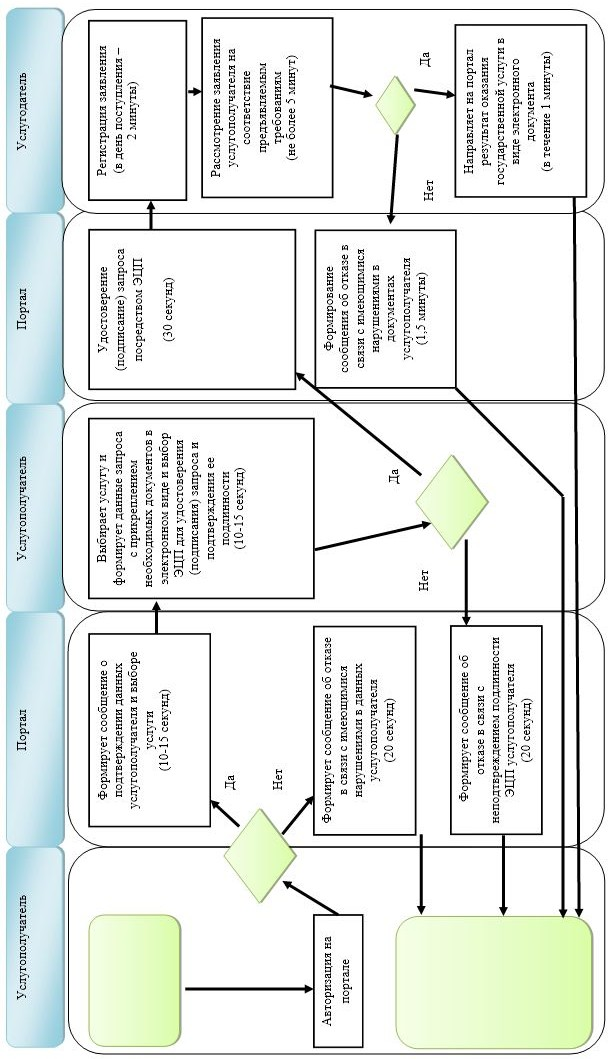 Услугополучатель
Портал
Услугополучатель
Портал
Услугодатель
Авторизация на
портале
Да
Нет
Формирует сообщение о
подтверждении данных
услугополучателя и выборе
услуги
(10-15 секунд)
Формирует сообщение об отказе
в связи с имеющимися
нарушениями в данных
услугополучателя
(20 секунд)
Формирует сообщение об
отказе в связи с
неподтвреждением подлинности
ЭЦП услугополучателя
(20 секунд)
Выбирает услугу и
формирует данные запроса
с прикреплением
необходимых документов в
электронном виде и выбор
ЭЦП для удостоверения
(подписания) запроса и
подтверждения ее
подлинности
(10-15 секунд)
Да
Нет
Удостоверение
(подписание) запроса
посредством ЭЦП
(30 секунд)
Формирование
сообщения об отказе в
связи с имеющимися
нарушениями в
документах
услугополучателя
(1,5 минуты)
Регистрация заявления
(в день поступления –
2 минуты)
Рассмотрение заявления
услугополучателя на
соответствие
предъявляемым
требованиям
(не более 5 минут)
Да
Нет
Направляет на портал
результат оказания
государственной услуги в
виде электронного
документа
(в течение 1 минуты)